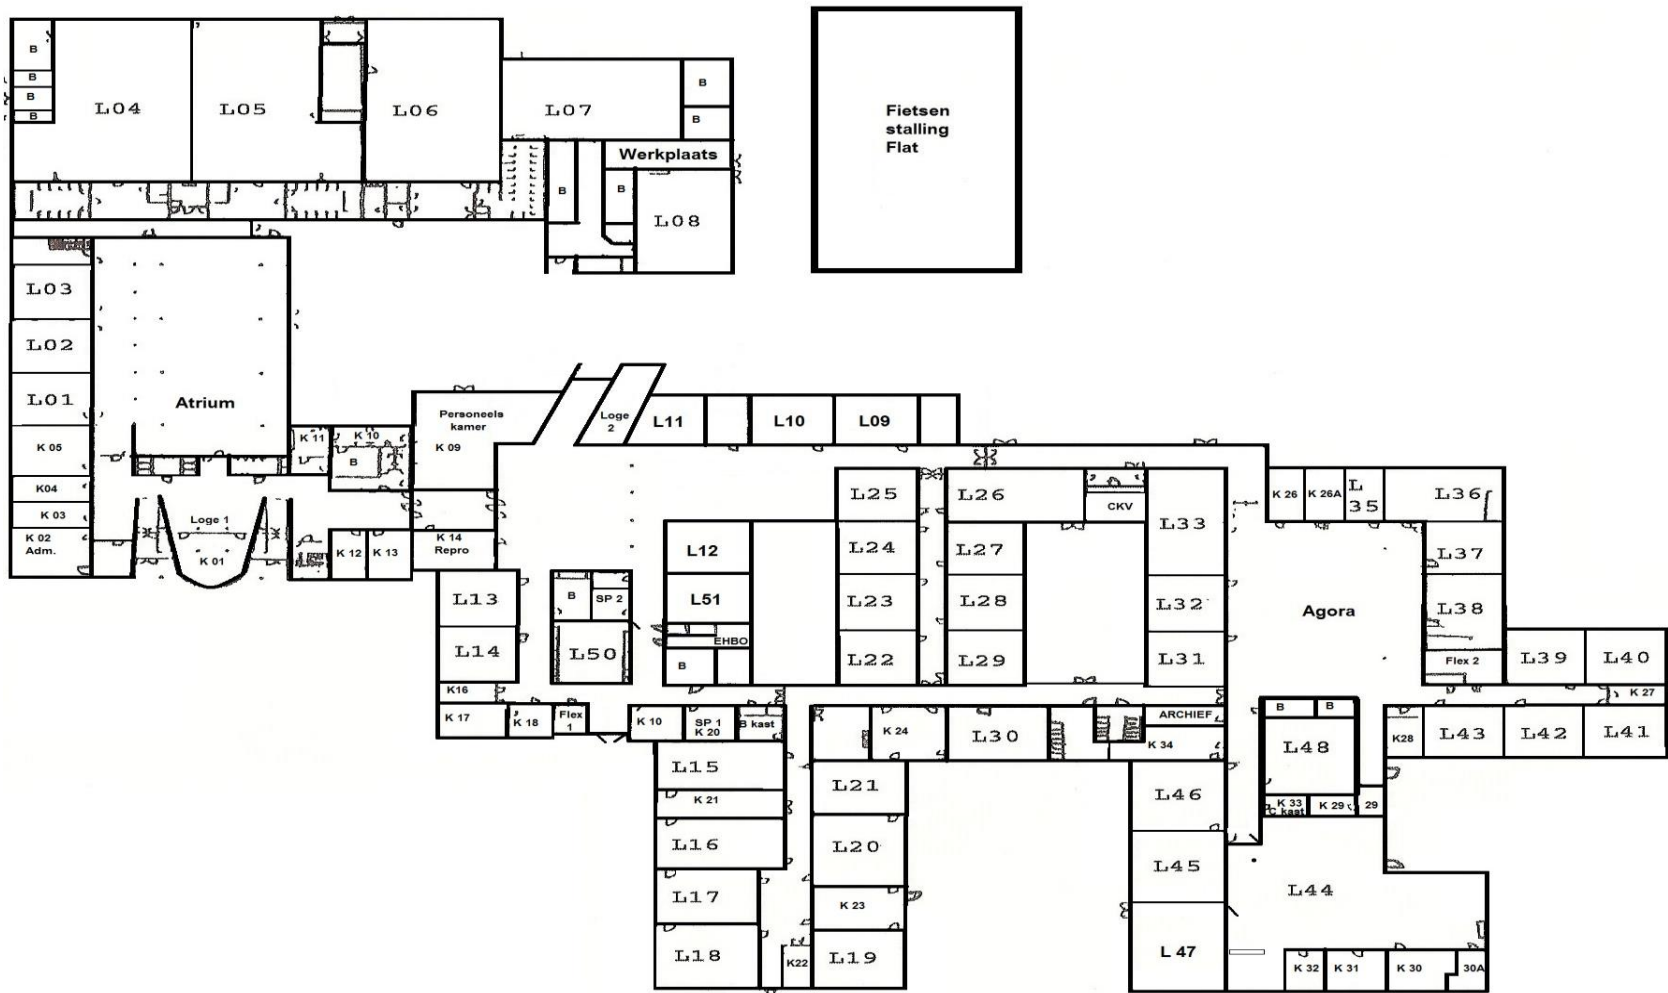 B
B
B
B
L04
L05
L06
L07
B
B
Werkplaats
B
B
L08
Fietsen
stalling
Flat
L03
L02
L01
K 05
K04
K 03
K 02
Adm.
Atrium
Loge 1
K 01
K 11
K 10
B
K 12
K 13
Personeels
kamer
K 09
K 14
Repro
Loge
2
L11
L10
L09
L13
L14
K16
K 17
K 18
Flex
1
B
SP 2
L50
L12
L51
EHBO
B
K 10
SP 1
K 20
B kast
L25
L24
L23
L22
L26
L27
L28
L29
CKV
L33
L32
L31
K 24
L30
ARCHIEF
K 34
L15
K 21
L16
L17
L18
K22
L21
L20
K 23
L19
K 26
K 26A
L
35
L36
L37
L38
Flex 2
Agora
L39
L40
K 27
K28
L43
L42
L41
B
B
L48
K 33
C kast
K 29
29
L46
L45
L 47
L44
K 32
K 31
K 30
30A